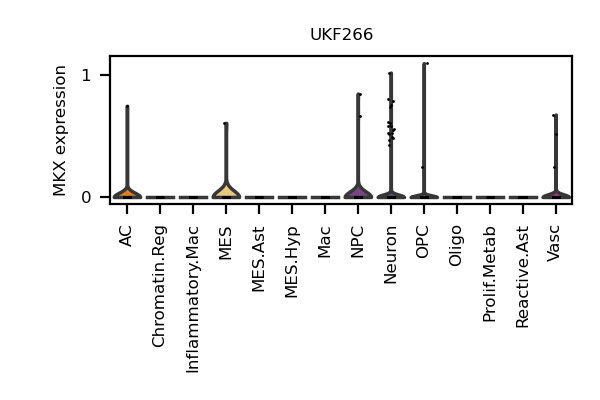 UKF266
MKX expression
1
0
AC
Chromatin.Reg
Inflammatory.Mac
MES
MES.Ast
MES.Hyp
Mac
NPC
Neuron
OPC
Oligo
Prolif.Metab
Reactive.Ast
Vasc